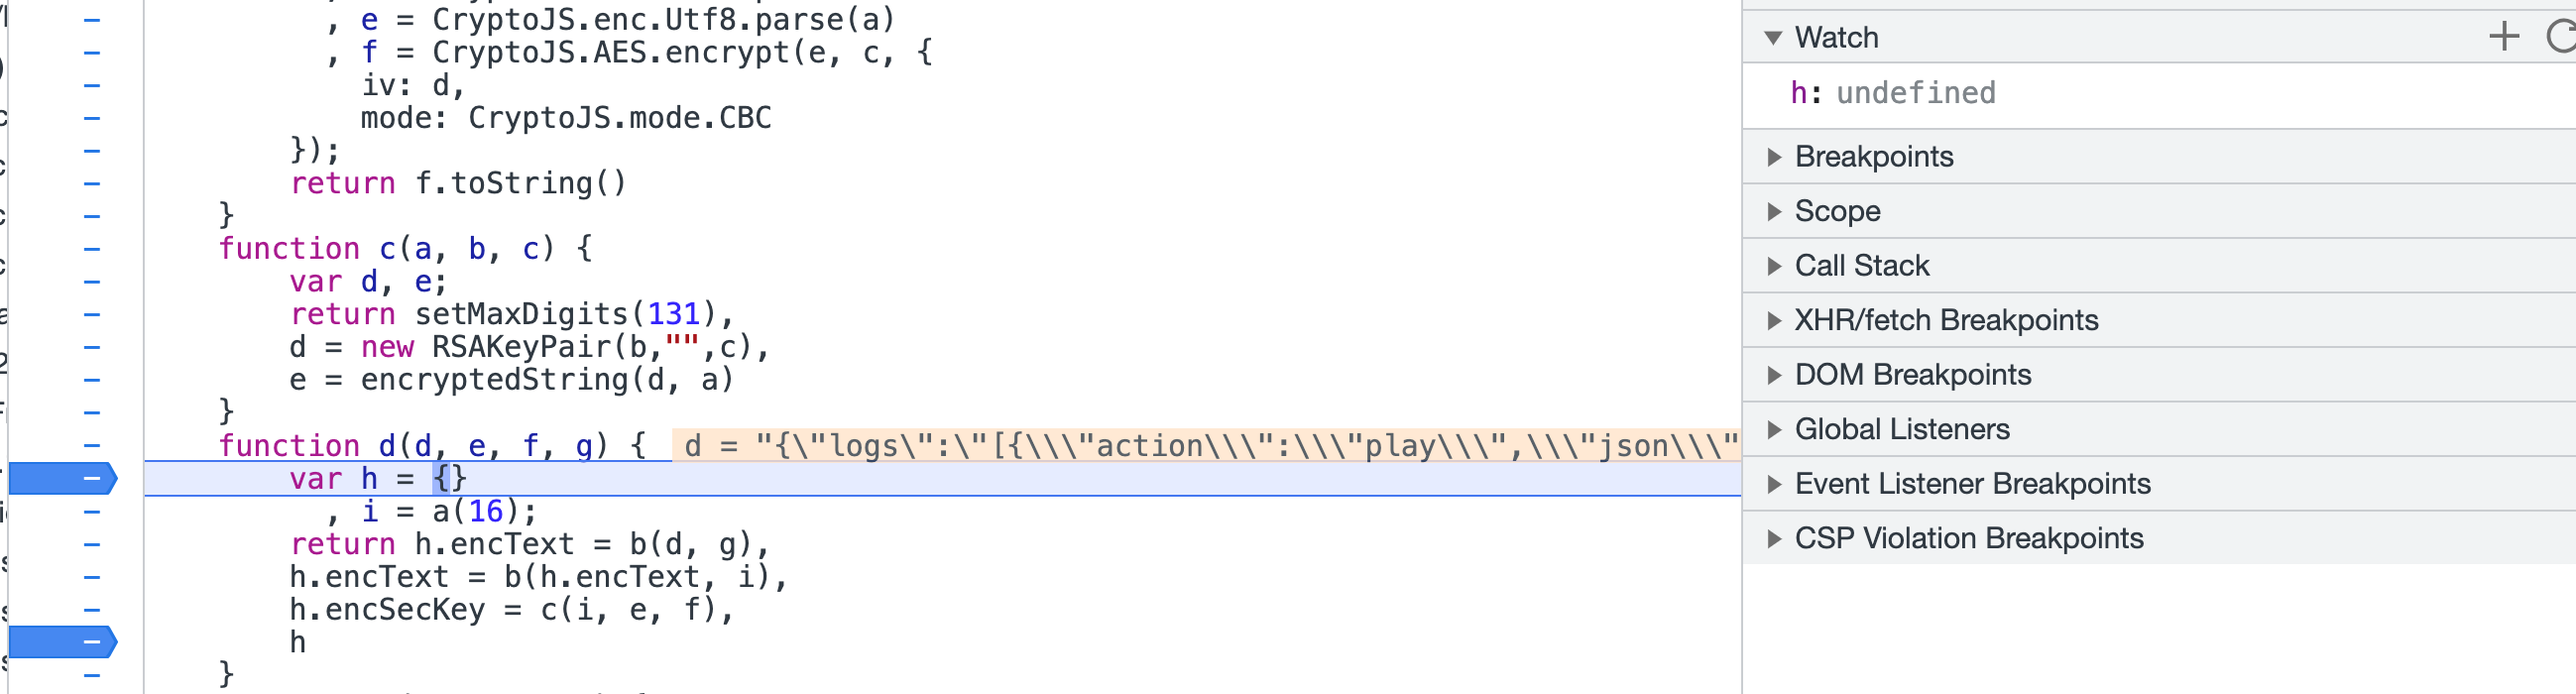 , e = CryptoJS.enc.Utf8.parse(a)
, f = CryptoJS.AES.encrypt(e, c, {
iv: d,
mode: CryptoJS.mode.CBC
});
return f.toString()
}
function c(a, b, c) {
var d, e;
return setMaxDigits(131),
d = new RSAKeyPair(b,"",c),
e = encryptedString(d, a)
}
function d(d, e, f, g) { d = "{\"logs\":\"[{\\\"action\\\":\\\"play\\\",\\\"json\\\"
var h = {}
, i = a(16);
return h.encText = b(d, g),
h.encText = b(h.encText, i),
h.encSecKey = c(i, e, f),
h
}
Watch
h: undefined
Breakpoints
Scope
Call Stack
XHR/fetch Breakpoints
DOM Breakpoints
Global Listeners
Event Listener Breakpoints
CSP Violation Breakpoints